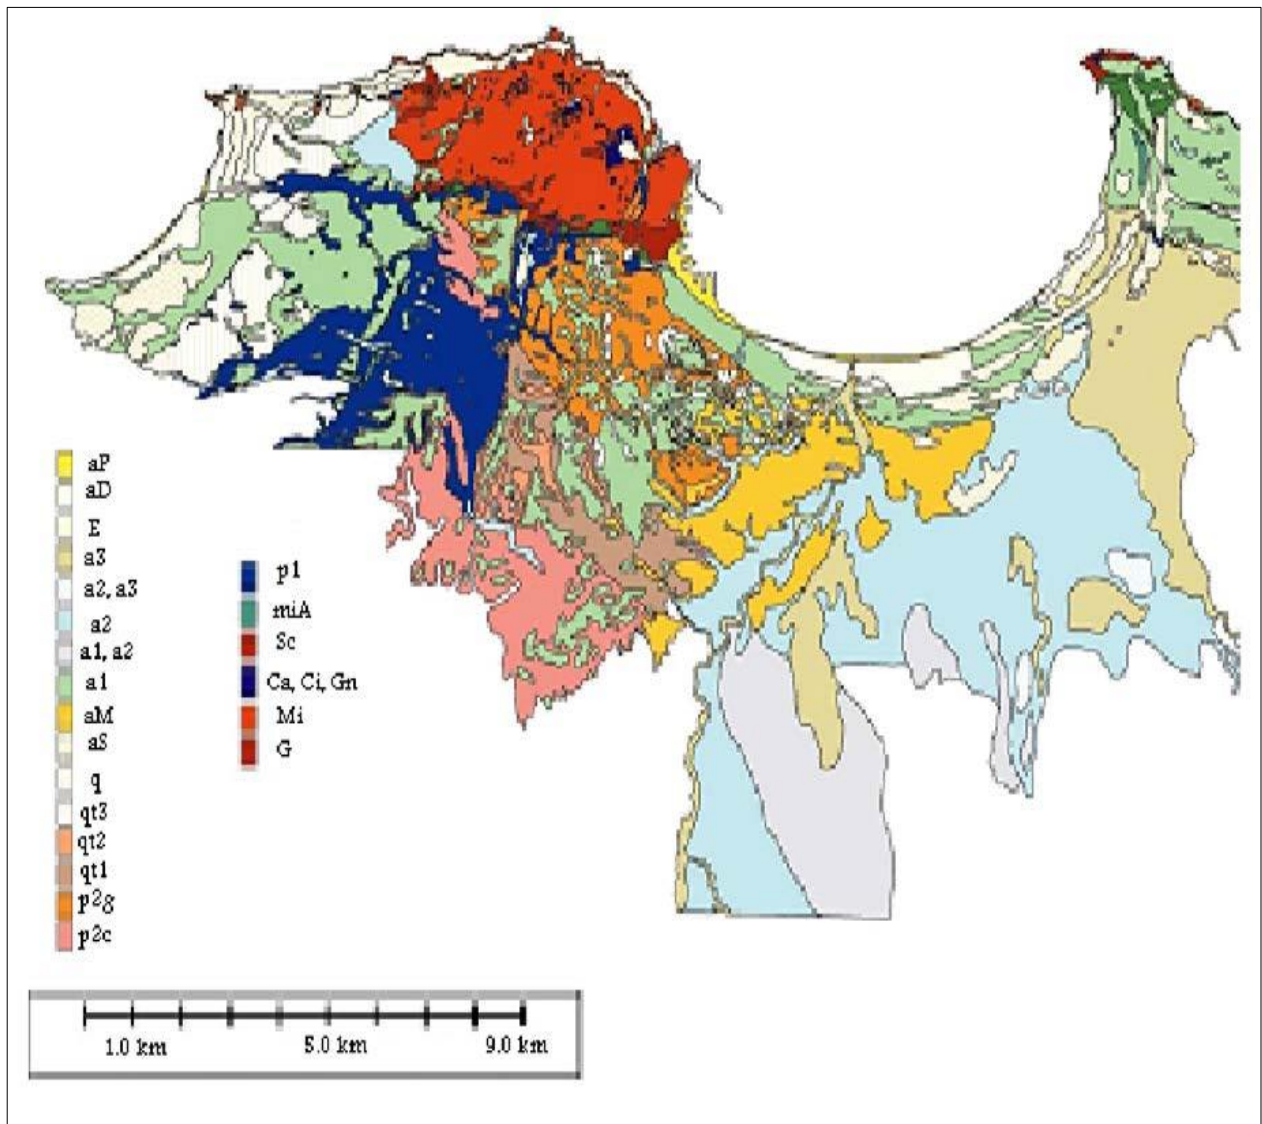 aP
aD
E
a3
a2, a3
a2
a1, a2
a1
aM
aS
q
qt3
qt2
qt1
p2g
p2c
p1
miA
Sc
Ca, Ci, Gn
Mi
G
1.0 km 5.0 km 9.0 km